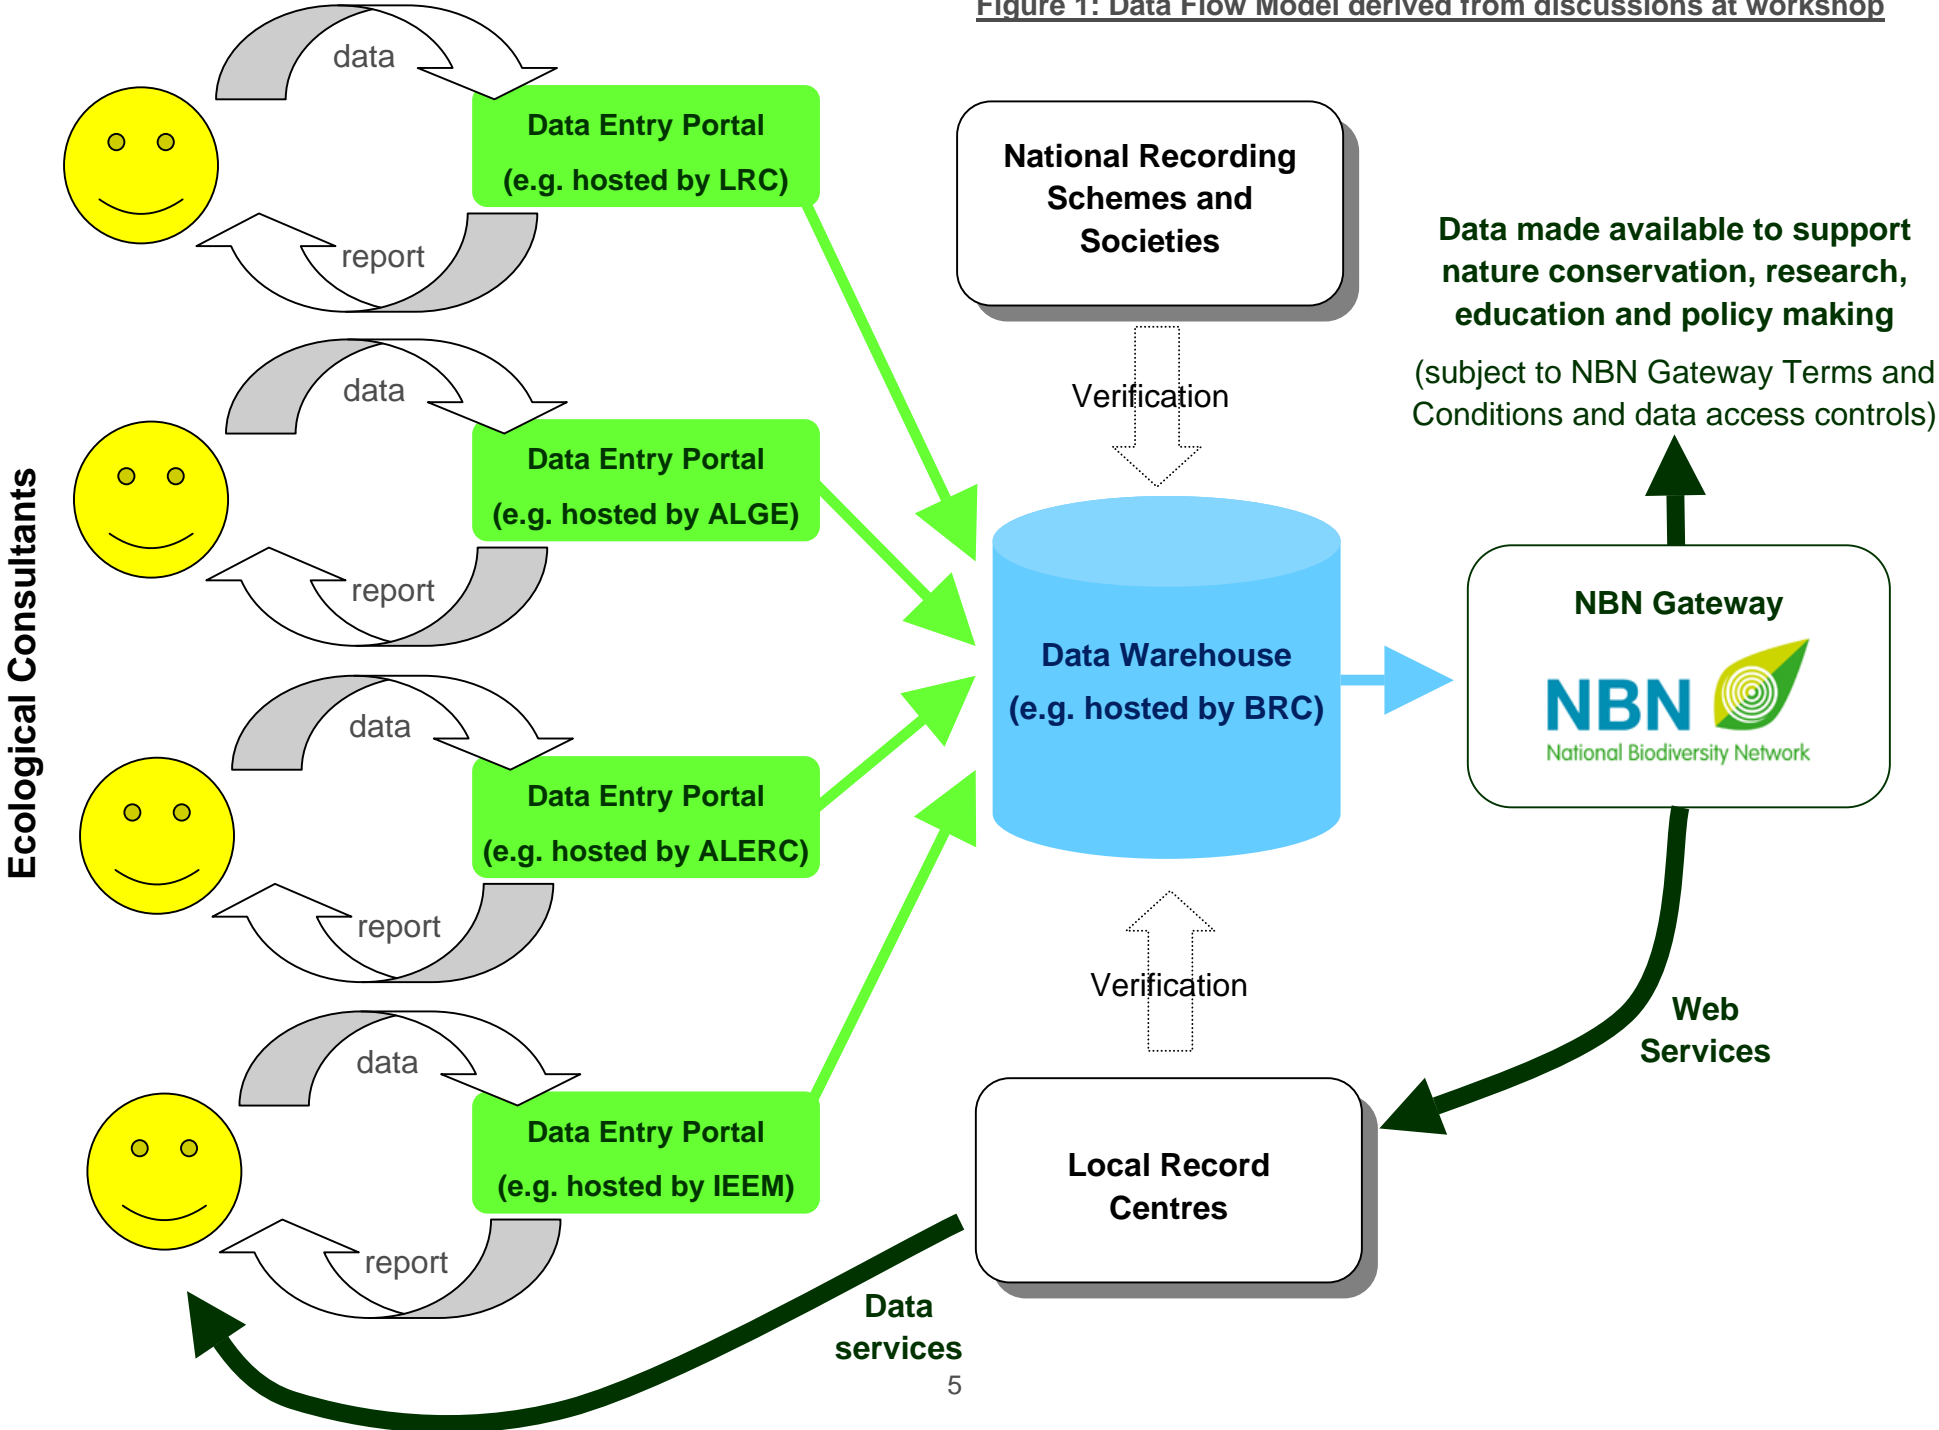 Figure 1: Data Flow Model derived from discussions at workshop
Ecological Consultants
data
Data Entry Portal
(e.g. hosted by LRC)
report
data
Data Entry Portal
(e.g. hosted by ALGE)
report
data
Data Entry Portal
(e.g. hosted by ALERC)
report
data
Data Entry Portal
(e.g. hosted by IEEM)
report
National Recording
Schemes and
Societies
Verification
Data Warehouse
(e.g. hosted by BRC)
Verification
Local Record
Centres
Data made available to support
nature conservation, research,
education and policy making
(subject to NBN Gateway Terms and
Conditions and data access controls)
NBN Gateway
NBN
National Biodiversity Network
Web
Services
Data
services
5